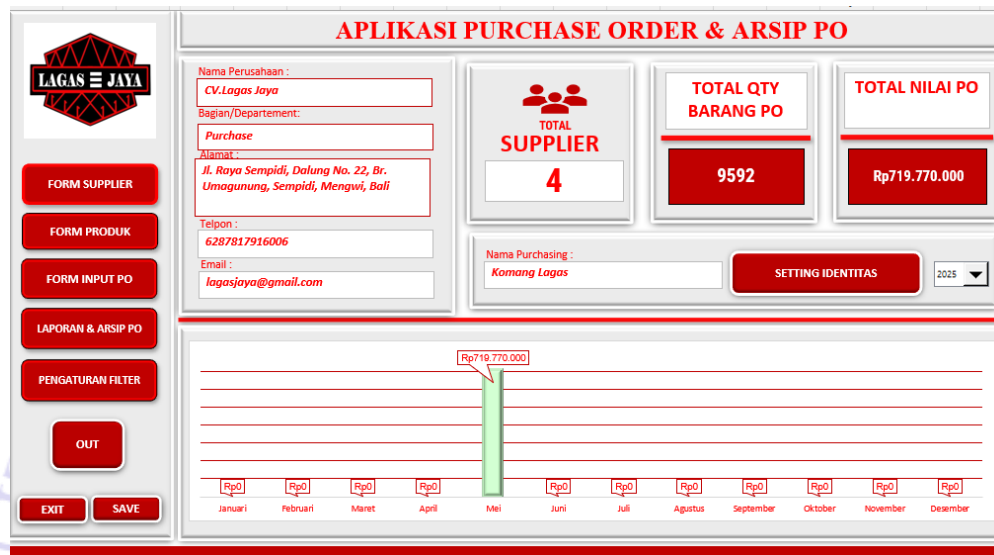 APLIKASI PURCHASE ORDER & ARSIP PO
LAGAS JAYA
FORM SUPPLIER
FORM PRODUK
FORM INPUT PO
LAPORAN & ARSIP PO
PENGATURAN FILTER
OUT
EXIT
SAVE
Nama Perusahaan :
CV.Lagas Jaya
Bagian/Departement:
Purchase
Alamat :
Jl. Raya Sempidi, Dalung No. 22, Br.
Umagunung, Sempidi, Mengwi, Bali
Telpon :
6287817916006
Email :
lagasjaya@gmail.com
TOTAL
SUPPLIER
4
TOTAL QTY
BARANG PO
9592
TOTAL NILAI PO
Rp719.770.000
Nama Purchasing :
Komang Lagas
SETTING IDENTITAS
2025
Rp719.770.000
Rp0 Rp0 Rp0 Rp0 Rp0 Rp0 Rp0 Rp0 Rp0 Rp0 Rp0
Januari Februari Maret April Mei Juni Juli Agustus September Oktober November Desember